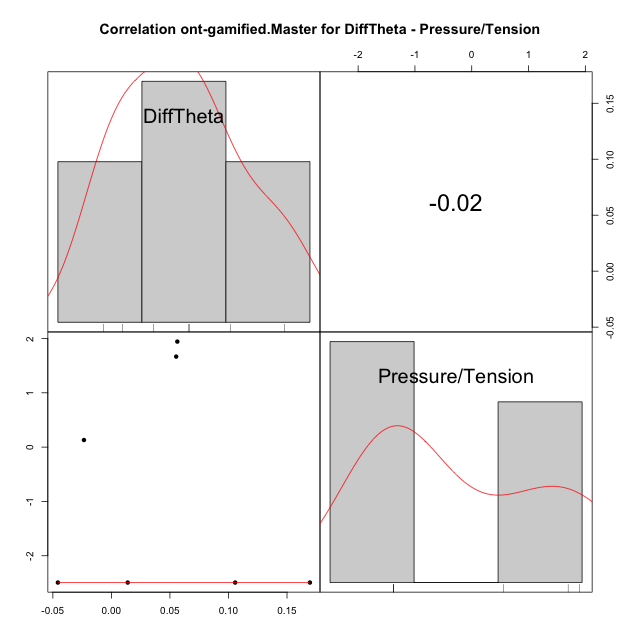 Correlation ont-gamified.Master for DiffTheta - Pressure/Tension
-2 -1 0 1 2
DiffTheta
-0.02
0.15
0.10
0.05
0.00
-0.05
2
1
0
-1
-2
Pressure/Tension
-0.05 0.00 0.05 0.10 0.15